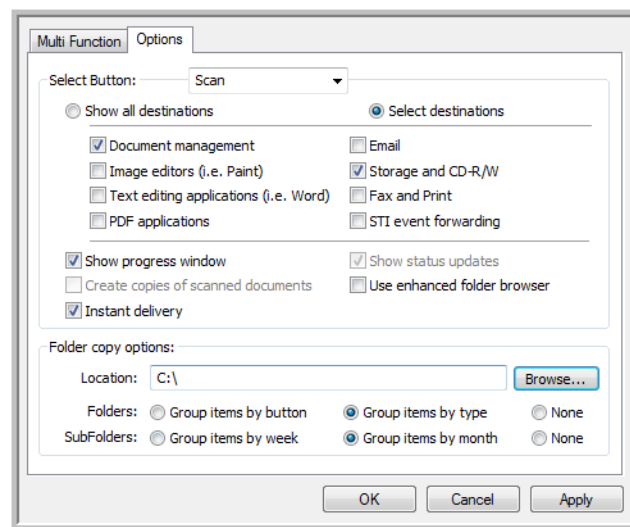 Multi Function Options
Select Button: Scan
Show all destinations Select destinations
Document management Email
Image editors (i.e. Paint) Storage and CD-R/W
Text editing applications (i.e. Word) Fax and Print
PDF applications STI event forwarding
Show progress window Show status updates
Create copies of scanned documents Use enhanced folder browser
Instant delivery
Folder copy options:
Location: C:\ Browse...
Folders: Group items by button Group items by type None
SubFolders: Group items by week Group items by month None
OK Cancel Apply